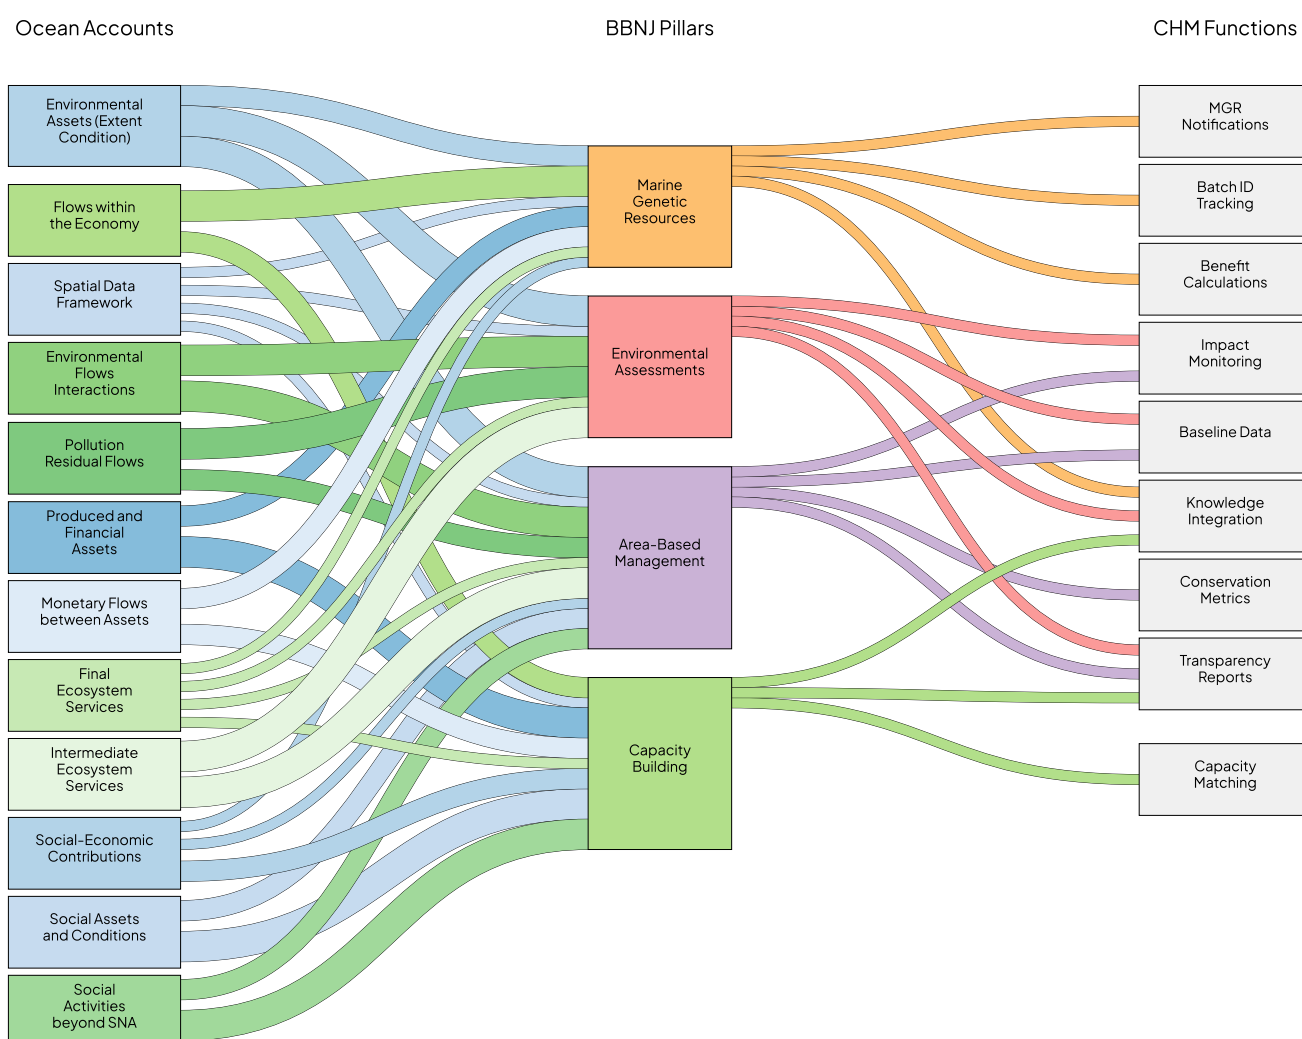 Ocean Accounts
BBNJ Pillars
CHM Functions
Environmental
Assets (Extent
Condition)
Flows within
the Economy
Spatial Data
Framework
Environmental
Flows
Interactions
Pollution
Residual Flows
Produced and
Financial
Assets
Monetary Flows
between Assets
Final
Ecosystem
Services
Intermediate
Ecosystem
Services
Social-Economic
Contributions
Social Assets
and Conditions
Social
Activities
beyond SNA
Marine
Genetic
Resources
Environmental
Assessments
Area-Based
Management
Capacity
Building
MGR
Notifications
Batch ID
Tracking
Benefit
Calculations
Impact
Monitoring
Baseline Data
Knowledge
Integration
Conservation
Metrics
Transparency
Reports
Capacity
Matching